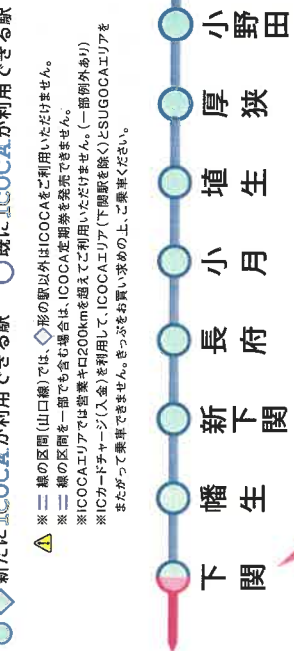 新たにICOCAが利用できる駅 既にICOCAが利用できる駅
※ 線の区間(山口線)では、◇形の駅以外はICOCAをご利用いただけません。
※ 線の区間を一部でも含む場合は、ICOCA定期券を発売できません。
※ICOCAエリアでは営業キロ200kmを超えてご利用いただけません。(一部例外あり)
※ICカードチャージ(入金)を利用して、ICOCAエリア(下関駅を除く)とSUGOCAエリアを
またがって乗車できません。きっぷをお買い求めの上、ご乗車ください。
小野田
厚狭
埴生
小月
長府
新下関
幡生
下関